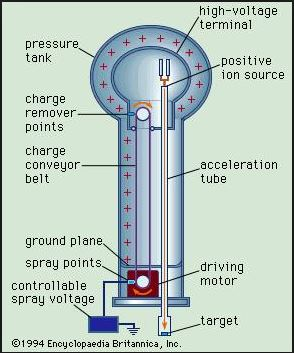 high-voltage
terminal
pressure
tank
positive
ion source
charge
remover
points
charge
conveyor
belt
acceleration
tube
ground plane
spray points
controllable
spray voltage
driving
motor
target
©1994 Encyclopaedia Britannica, Inc.